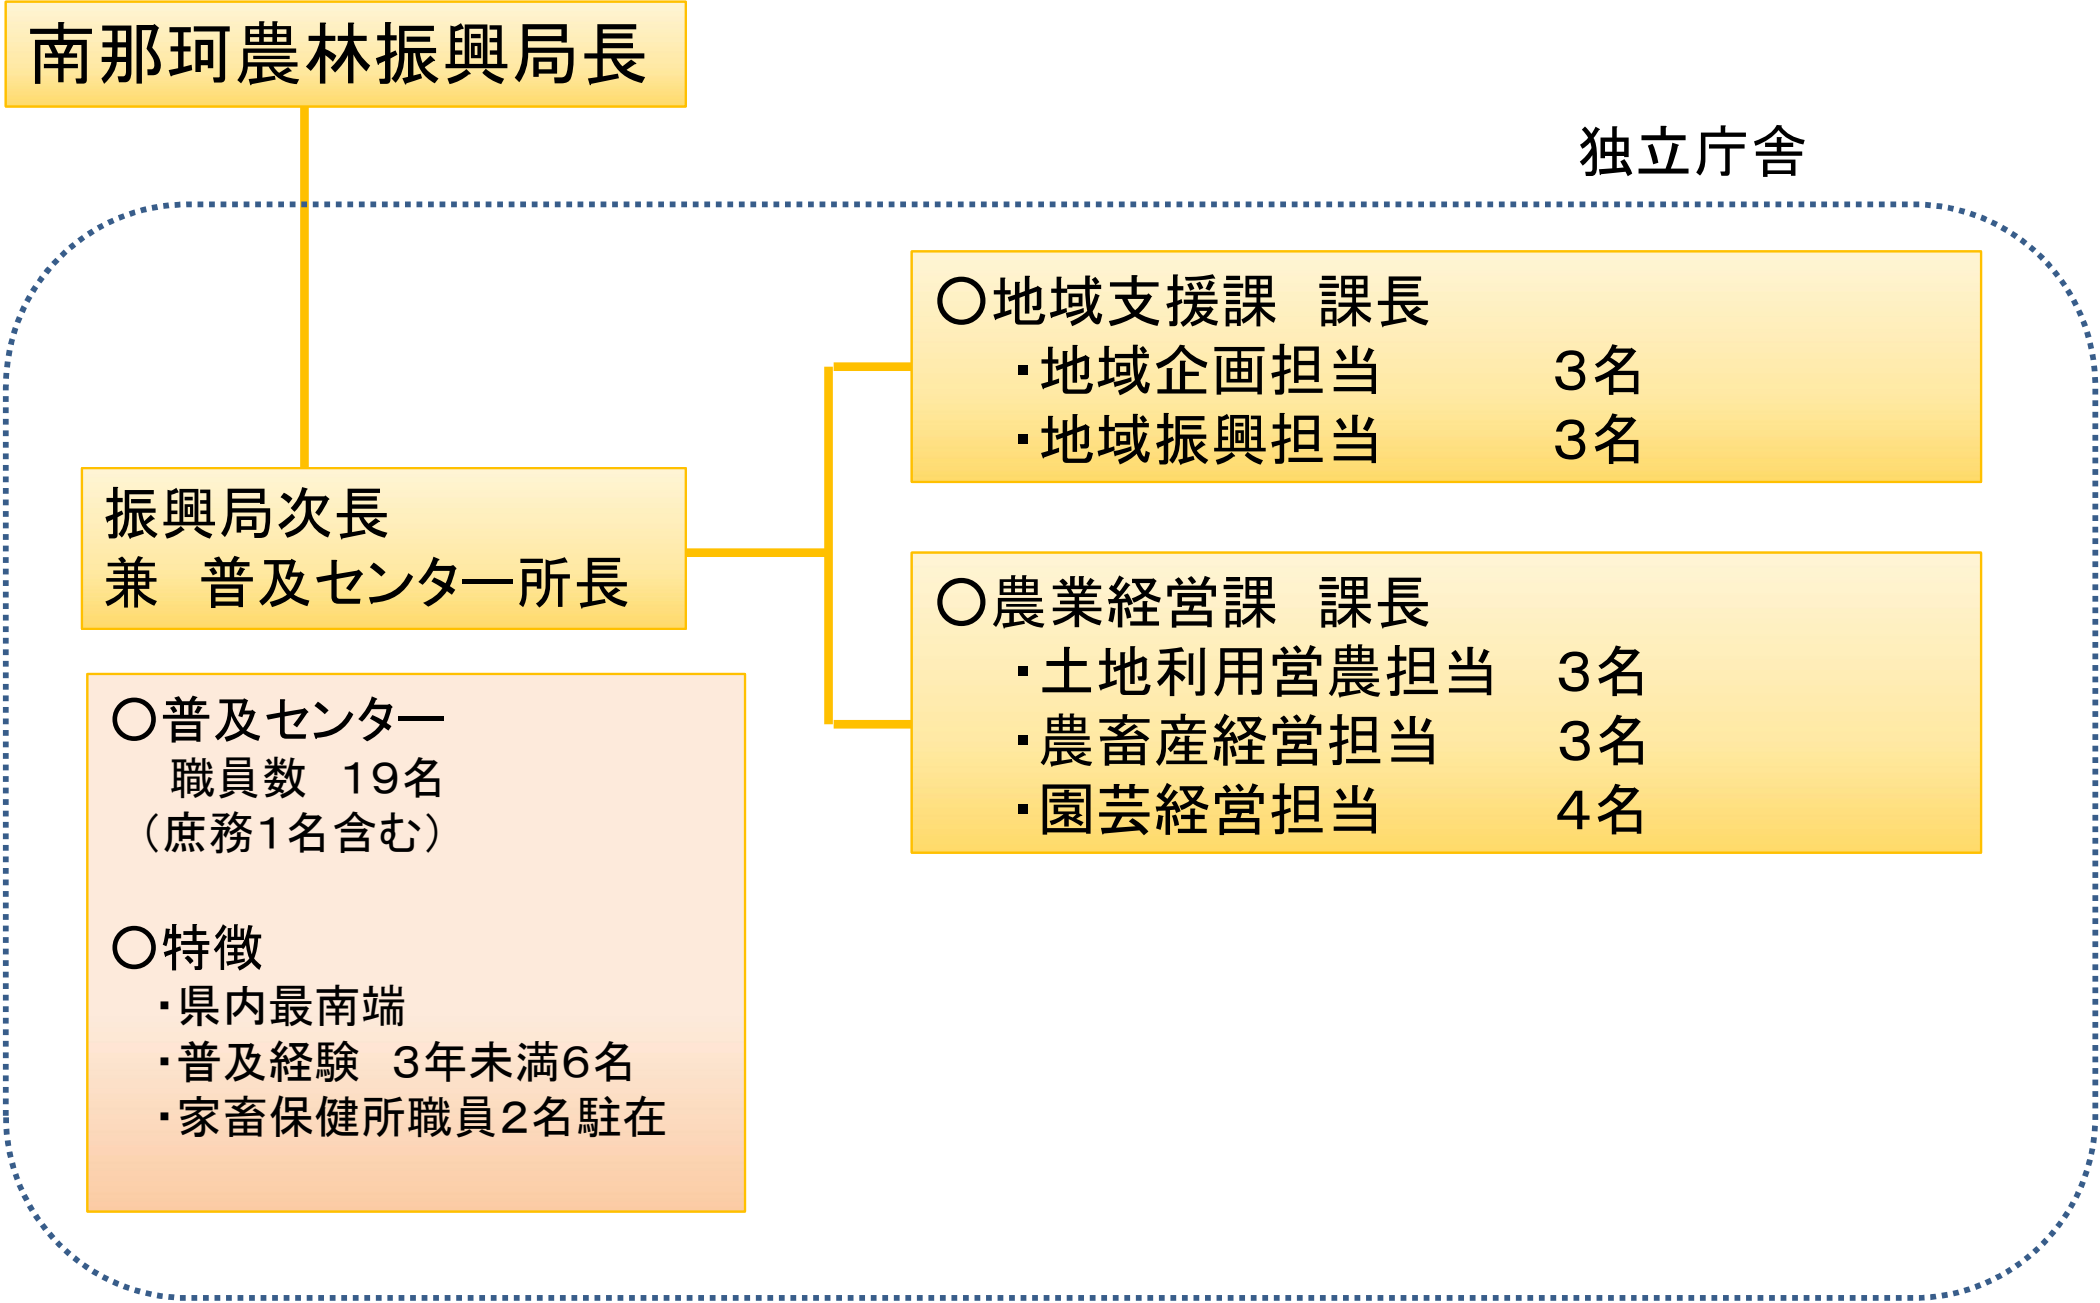 南那珂農林振興局長
独立庁舎
〇地域支援課　課長
・地域企画担当　　　３名
・地域振興担当　　　３名
振興局次長
兼　普及センター所長
〇農業経営課　課長
・土地利用営農担当　３名
・農畜産経営担当　　３名
・園芸経営担当　　　４名
〇普及センター
職員数　１９名
（庶務１名含む）
〇特徴
・県内最南端
・普及経験　３年未満６名
・家畜保健所職員２名駐在